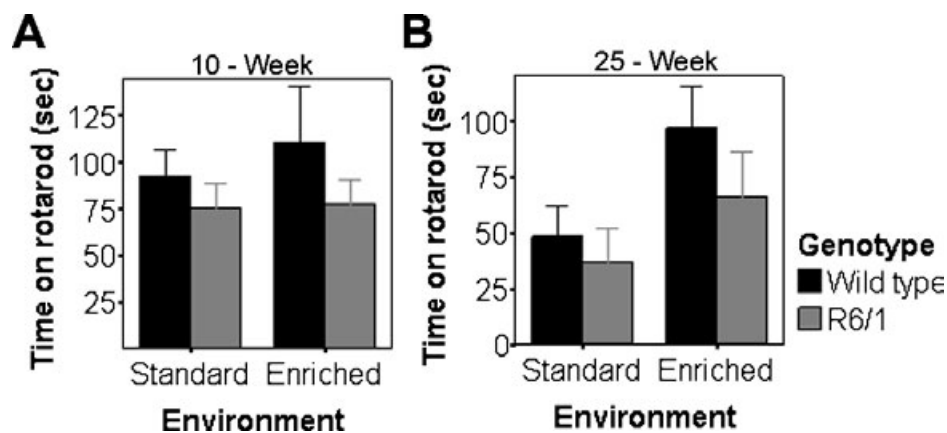 A
10 - Week
Time on rotarod (sec)
125
100
75
50
25
Standard Enriched
Environment
B
25 - Week
Time on rotarod (sec)
100
75
50
25
0
Standard Enriched
Environment
Genotype
Wild type
R6/1